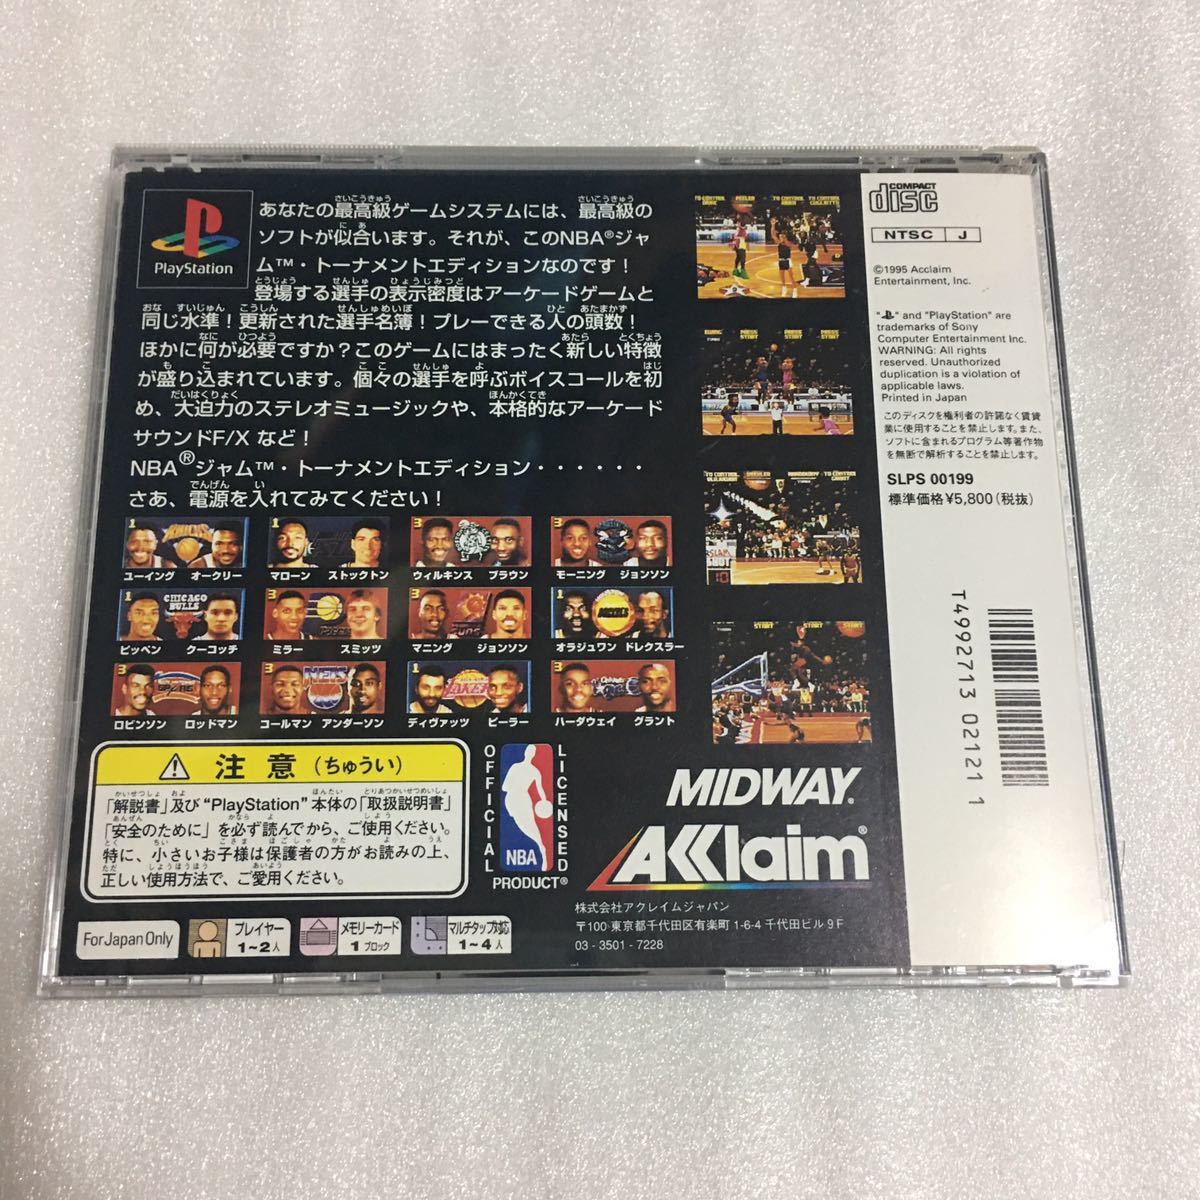 PlayStation
あなたの最高級ゲームシステムには、最高級の
ソフトが似合います。それが、このNBA®ジャ
ム™・トーナメントエディションなのです！
登場する選手の表示密度はアーケードゲームと
同じ水準！更新された選手名簿！プレーできる人の頭数！
ほかに何が必要ですか？このゲームにはまったく新しい特徴
が盛り込まれています。個々の選手を呼ぶボイスコールを初
め、大迫力のステレオミュージックや、本格的なアーケード
サウンドF/X など！
NBA®ジャム™・トーナメントエディション・・・・・・
さあ、電源を入れてみてください！
ユーイング オークリー
マローン ストックトン
ウィルキンス ブラウン
モーニング ジョンソン
CHICAGO
BULLS
ピッペン クーコッチ
ミラー スミッツ
マニング ジョンソン
オラジュワン ドレクスラー
ロビンソン ロッドマン
NETS
コールマン アンダーソン
LAKERS
ディヴァッツ ピーラー
ハーダウェイ グラント
注意（ちゅうい）
「解説書」及び“PlayStation”本体の「取扱説明書」
「安全のために」を必ず読んでから、ご使用ください。
特に、小さいお子様は保護者の方がお読みの上、
正しい使用方法で、ご愛用ください。
OFFICIAL
LICENSED
NBA
PRODUCT®
MIDWAY®
AKKlaim®
株式会社アクレイムジャパン
〒100 東京都千代田区有楽町 1-6-4 千代田ビル 9 F
03 - 3501 - 7228
For Japan Only
プレイヤー
1～2人
メモリーカード
1 ブロック
マルチタップ対応
1～4人
COMPACT
disc
NTSC J
©1995 Acclaim
Entertainment, Inc.
" " and "PlayStation" are
trademarks of Sony
Computer Entertainment Inc.
WARNING: All rights
reserved. Unauthorized
duplication is a violation of
applicable laws.
Printed in Japan
このディスクを権利者の許諾なく賃貸
業に使用することを禁止します。また、
ソフトに含まれるプログラム等著作物
を無断で解析することを禁止します。
SLPS 00199
標準価格¥5,800(税抜)
T4992713 02121 1